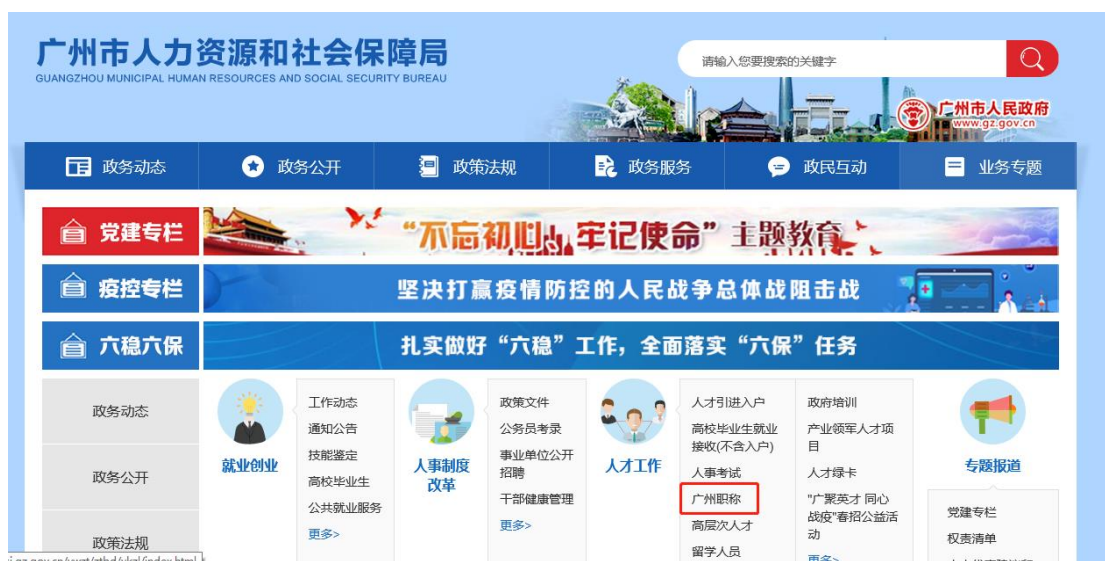 广州市人力资源和社会保障局
GUANGZHOU MUNICIPAL HUMAN RESOURCES AND SOCIAL SECURITY BUREAU
请输入您要搜索的关键字
广州市人民政府
www.gz.gov.cn
政务动态
政务公开
政策法规
政务服务
政民互动
业务专题
党建专栏
“不忘初心、牢记使命”主题教育
疫控专栏
坚决打赢疫情防控的人民战争总体战阻击战
六稳六保
扎实做好“六稳”工作，全面落实“六保”任务
政务动态
政务公开
政策法规
就业创业
工作动态
通知公告
技能鉴定
高校毕业生
公共就业服务
更多>
人事制度
改革
政策文件
公务员考录
事业单位公开
招聘
干部健康管理
更多>
人才工作
人才引进入户
高校毕业生就业
接收(不含入户)
人事考试
广州职称
高层次人才
留学人员
政府培训
产业领军人才项
目
人才绿卡
"广聚英才 同心
战疫"春招公益活
动
更多>
专题报道
党建专栏
权责清单